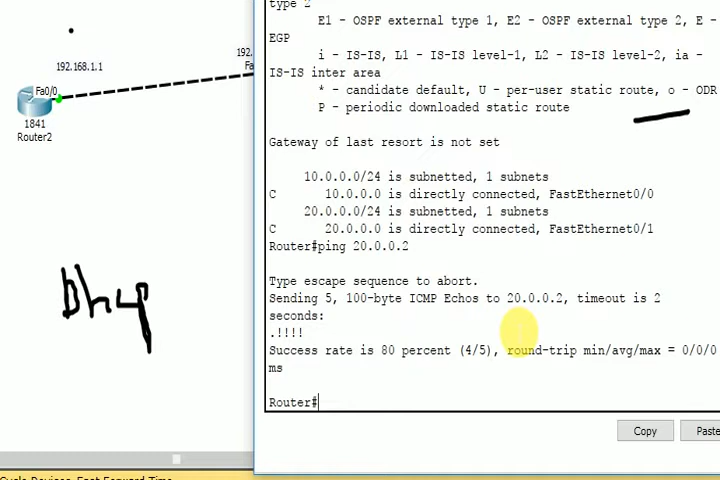 192.168.1.1
192.
Fa
Fa0/0
1841
Router2
Dhcp
type 2
E1 - OSPF external type 1, E2 - OSPF external type 2, E -
EGP
i - IS-IS, L1 - IS-IS level-1, L2 - IS-IS level-2, ia -
IS-IS inter area
* - candidate default, U - per-user static route, o - ODR
P - periodic downloaded static route
Gateway of last resort is not set
10.0.0.0/24 is subnetted, 1 subnets
C 10.0.0.0 is directly connected, FastEthernet0/0
20.0.0.0/24 is subnetted, 1 subnets
C 20.0.0.0 is directly connected, FastEthernet0/1
Router#ping 20.0.0.2
Type escape sequence to abort.
Sending 5, 100-byte ICMP Echos to 20.0.0.2, timeout is 2
seconds:
.!!!!
Success rate is 80 percent (4/5), round-trip min/avg/max = 0/0/0
ms
Router#
Copy
Paste